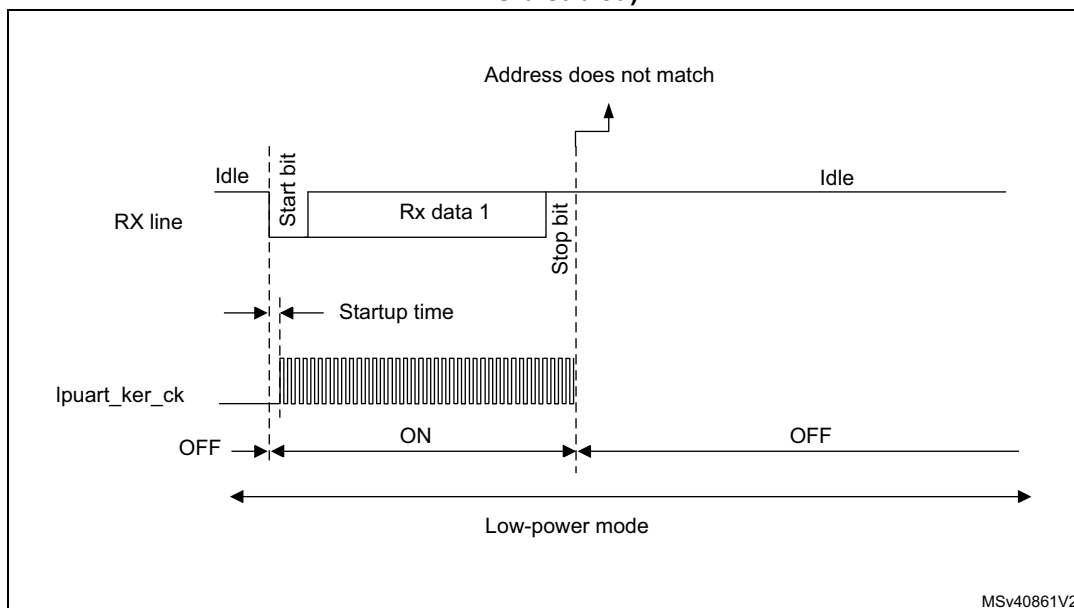 Address does not match
Idle
Start bit
Rx data 1
Stop bit
Idle
RX line
Startup time
lpuart_ker_ck
OFF
ON
OFF
Low-power mode
MSv40861V2